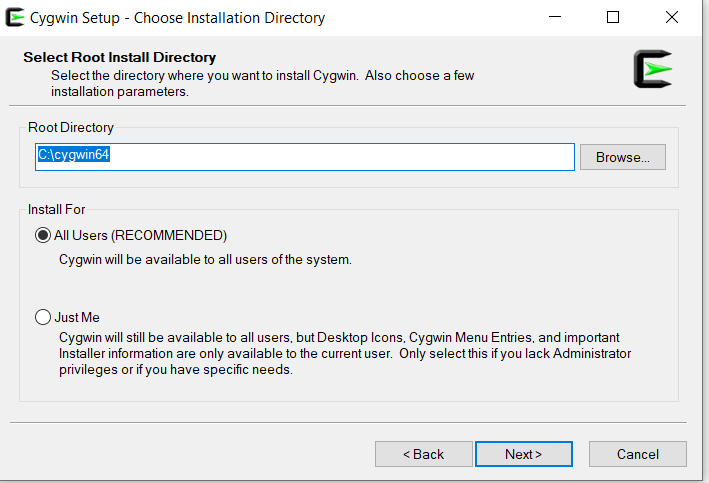 Cygwin Setup - Choose Installation Directory
Select Root Install Directory
Select the directory where you want to install Cygwin. Also choose a few
installation parameters.
Root Directory
C:\cygwin64
Browse...
Install For
All Users (RECOMMENDED)
Cygwin will be available to all users of the system.
Just Me
Cygwin will still be available to all users, but Desktop Icons, Cygwin Menu Entries, and important
Installer information are only available to the current user. Only select this if you lack Administrator
privileges or if you have specific needs.
< Back
Next >
Cancel